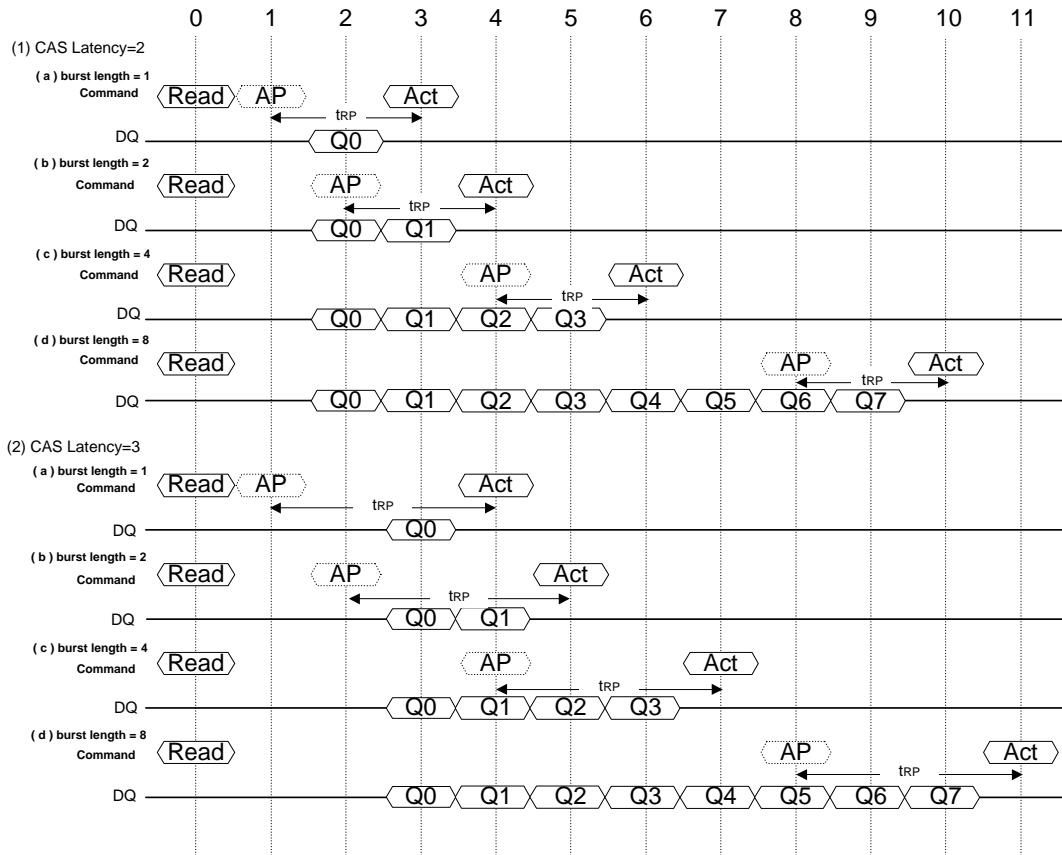 0 1 2 3 4 5 6 7 8 9 10 11
(1) CAS Latency=2
( a ) burst length = 1
Command Read AP Act
tRP
DQ Q0
( b ) burst length = 2
Command Read AP Act
tRP
DQ Q0 Q1
( c ) burst length = 4
Command Read AP Act
tRP
DQ Q0 Q1 Q2 Q3
( d ) burst length = 8
Command Read AP Act
tRP
DQ Q0 Q1 Q2 Q3 Q4 Q5 Q6 Q7
(2) CAS Latency=3
( a ) burst length = 1
Command Read AP Act
tRP
DQ Q0
( b ) burst length = 2
Command Read AP Act
tRP
DQ Q0 Q1
( c ) burst length = 4
Command Read AP Act
tRP
DQ Q0 Q1 Q2 Q3
( d ) burst length = 8
Command Read AP Act
tRP
DQ Q0 Q1 Q2 Q3 Q4 Q5 Q6 Q7